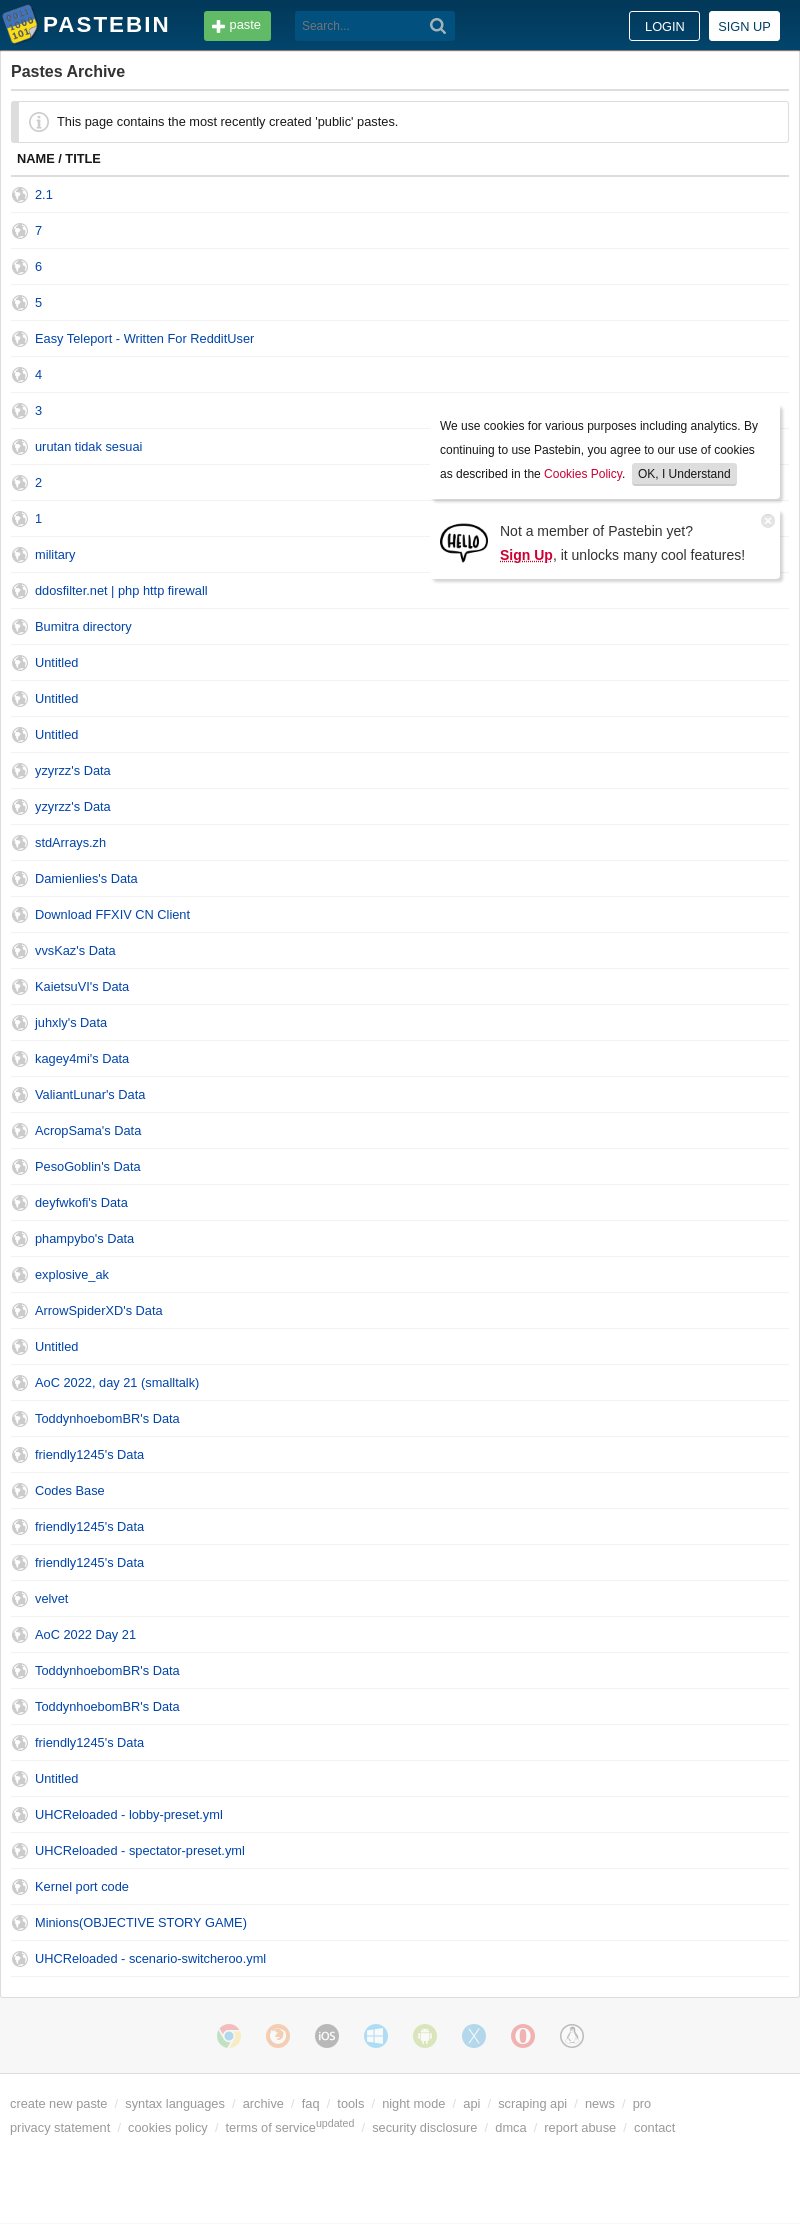 PASTEBIN paste Search... LOGIN SIGN UP
Pastes Archive
This page contains the most recently created 'public' pastes.
NAME / TITLE
2.1
7
6
5
Easy Teleport - Written For RedditUser
4
3
urutan tidak sesuai
2
1
military
ddosfilter.net | php http firewall
We use cookies for various purposes including analytics. By
continuing to use Pastebin, you agree to our use of cookies
as described in the Cookies Policy. OK, I Understand
HELLO
Not a member of Pastebin yet?
Sign Up, it unlocks many cool features!
Bumitra directory
Untitled
Untitled
Untitled
yzyrzz's Data
yzyrzz's Data
stdArrays.zh
Damienlies's Data
Download FFXIV CN Client
vvsKaz's Data
KaietsuVI's Data
juhxly's Data
kagey4mi's Data
ValiantLunar's Data
AcropSama's Data
PesoGoblin's Data
deyfwkofi's Data
phampybo's Data
explosive_ak
ArrowSpiderXD's Data
Untitled
AoC 2022, day 21 (smalltalk)
ToddynhoebomBR's Data
friendly1245's Data
Codes Base
friendly1245's Data
friendly1245's Data
velvet
AoC 2022 Day 21
ToddynhoebomBR's Data
ToddynhoebomBR's Data
friendly1245's Data
Untitled
UHCReloaded - lobby-preset.yml
UHCReloaded - spectator-preset.yml
Kernel port code
Minions(OBJECTIVE STORY GAME)
UHCReloaded - scenario-switcheroo.yml
iOS
create new paste / syntax languages / archive / faq / tools / night mode / api / scraping api / news / pro
privacy statement / cookies policy / terms of service updated / security disclosure / dmca / report abuse / contact